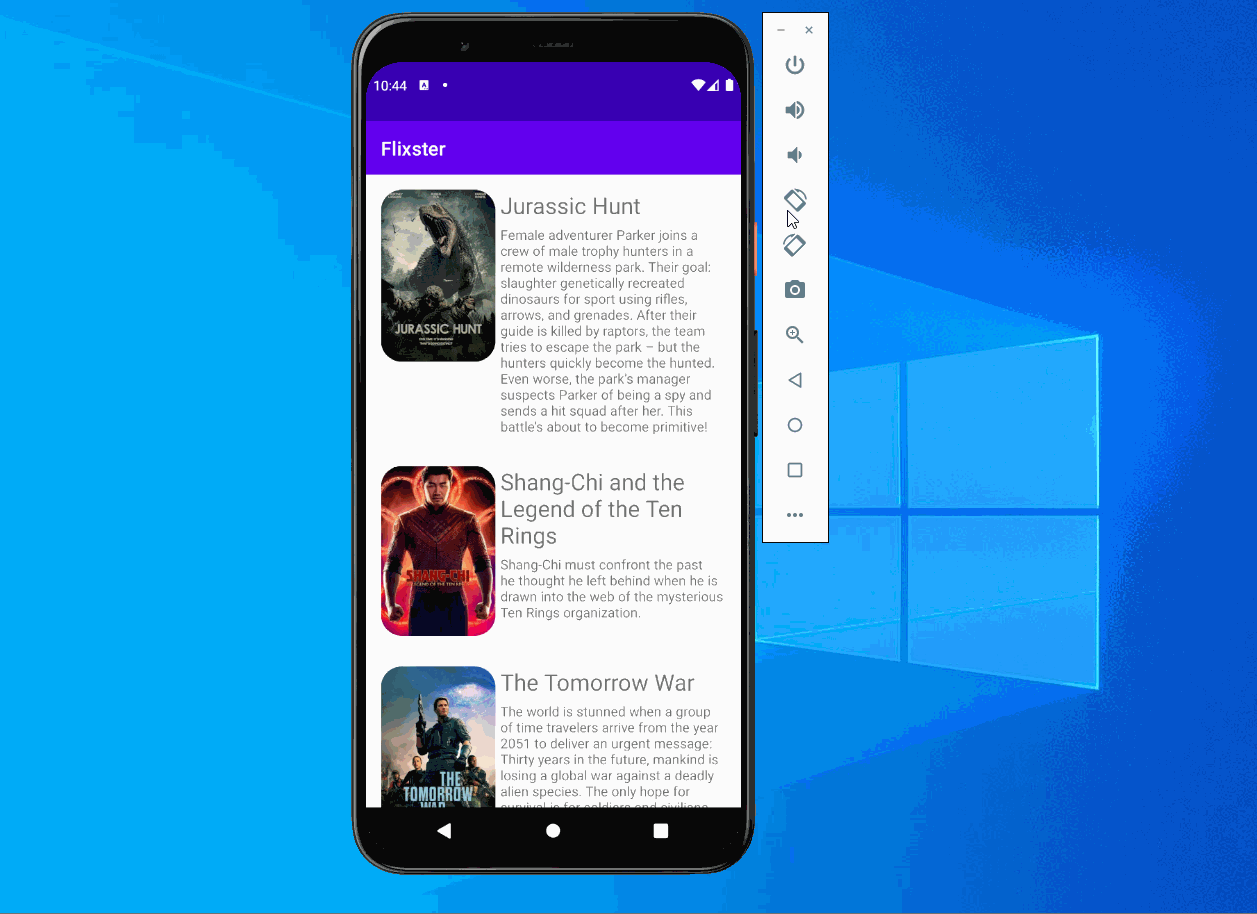 10:44
Flixster
JURASSIC HUNT
Jurassic Hunt
Female adventurer Parker joins a
crew of male trophy hunters in a
remote wilderness park. Their goal:
slaughter genetically recreated
dinosaurs for sport using rifles,
arrows, and grenades. After their
guide is killed by raptors, the team
tries to escape the park – but the
hunters quickly become the hunted.
Even worse, the park's manager
suspects Parker of being a spy and
sends a hit squad after her. This
battle's about to become primitive!
SHANG-CHI
Shang-Chi and the
Legend of the Ten
Rings
Shang-Chi must confront the past
he thought he left behind when he is
drawn into the web of the mysterious
Ten Rings organization.
THE
TOMORROW
WAR
The Tomorrow War
The world is stunned when a group
of time travelers arrive from the year
2051 to deliver an urgent message:
Thirty years in the future, mankind is
losing a global war against a deadly
alien species. The only hope for
survival is for soldiers and civilians